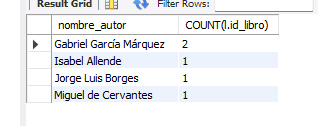 Result Grid Filter Rows:
nombre_autor COUNT(l.id_libro)
Gabriel García Márquez 2
Isabel Allende 1
Jorge Luis Borges 1
Miguel de Cervantes 1